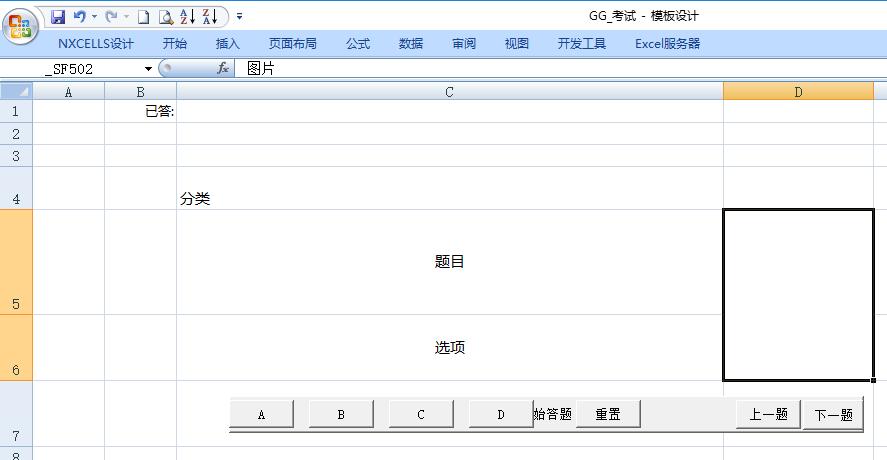 GG_考试 - 模板设计
NXCELLS设计 开始 插入 页面布局 公式 数据 审阅 视图 开发工具 Excel服务器
_SF502 fx 图片
A B C D
1 已答:
2
3
4 分类
5 题目
6 选项
7 A B C D 始答题 重置 上一题 下一题
8